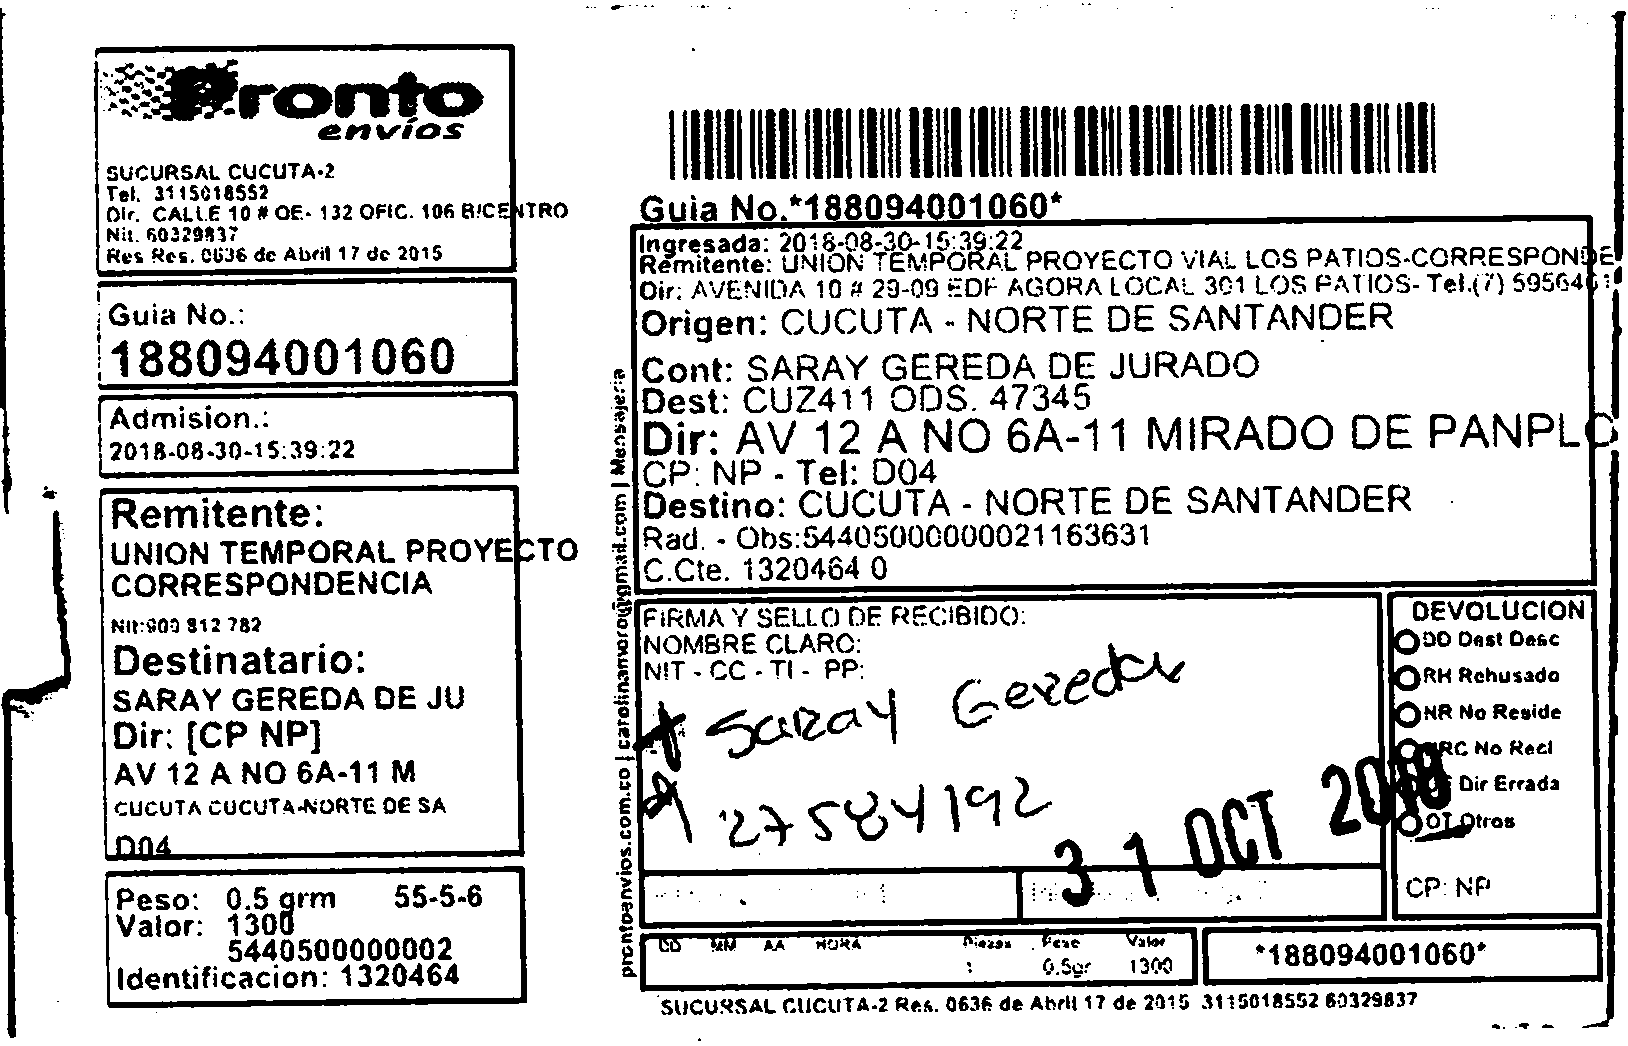 Pronto
envíos
SUCURSAL CUCUTA-2
Tel. 3115018552
Dir. CALLE 10 # OE- 132 OFIC. 106 BICENTRO
Nit. 60329837
Res Res. 0636 de Abril 17 de 2015
Guia No.:
188094001060
Admision.:
2018-08-30-15:39:22
Remitente:
UNION TEMPORAL PROYECTO
CORRESPONDENCIA
Nit:900 812 782
Destinatario:
SARAY GEREDA DE JU
Dir: [CP NP]
AV 12 A NO 6A-11 M
CUCUTA CUCUTA-NORTE DE SA
D04
Peso: 0.5 grm 55-5-6
Valor: 1300
5440500000002
Identificacion: 1320464
prontoenvios.com.co | carolinamoro@gmail.com | Mensajeria
Guia No.*188094001060*
Ingresada: 2018-08-30-15:39:22
Remitente: UNION TEMPORAL PROYECTO VIAL LOS PATIOS-CORRESPONDE
Dir: AVENIDA 10 # 29-09 EDF AGORA LOCAL 301 LOS PATIOS- Tel.(7) 5956461
Origen: CUCUTA - NORTE DE SANTANDER
Cont: SARAY GEREDA DE JURADO
Dest: CUZ411 ODS. 47345
Dir: AV 12 A NO 6A-11 MIRADO DE PANPLO
CP: NP - Tel: D04
Destino: CUCUTA - NORTE DE SANTANDER
Rad. - Obs:54405000000021163631
C.Cte. 1320464 0
FIRMA Y SELLO DE RECIBIDO:
NOMBRE CLARO:
NIT - CC - TI - PP:
Saray Gereda
27584192
31 OCT 2018
DEVOLUCION
DD Dest Desc
RH Rehusado
NR No Reside
RC No Recl
Dir Errada
OT Otros
CP: NP
DD MM AA HORA Piezas Peso Valor
1 0.5gr 1300
*188094001060*
SUCURSAL CUCUTA-2 Res. 0636 de Abril 17 de 2015 3115018552 60329837